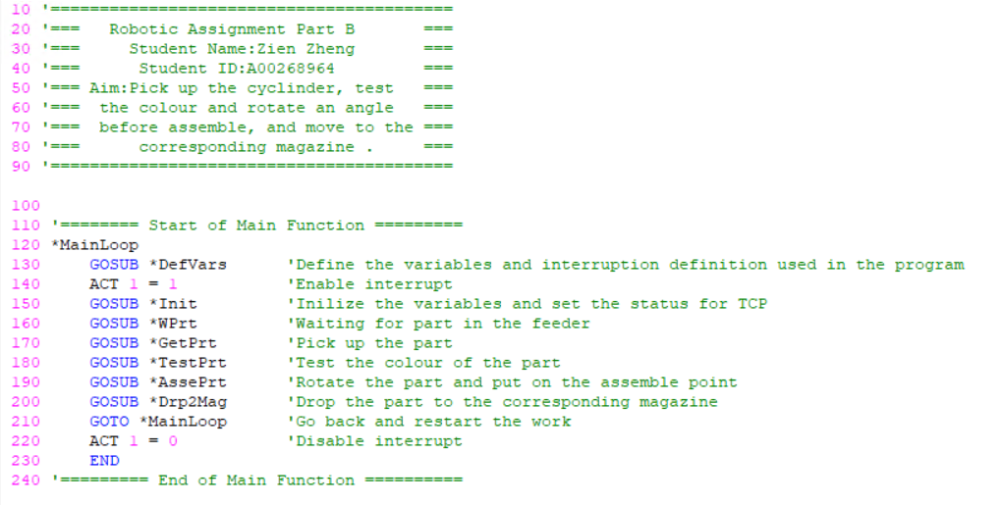 10 '=========================================
20 '===   Robotic Assignment Part B       ===
30 '===     Student Name:Zien Zheng       ===
40 '===      Student ID:A00268964         ===
50 '=== Aim:Pick up the cyclinder, test   ===
60 '===  the colour and rotate an angle   ===
70 '===  before assemble, and move to the ===
80 '===      corresponding magazine .     ===
90 '=========================================
100
110 '======== Start of Main Function =========
120 *MainLoop
130     GOSUB *DefVars      'Define the variables and interruption definition used in the program
140     ACT 1 = 1           'Enable interrupt
150     GOSUB *Init         'Inilize the variables and set the status for TCP
160     GOSUB *WPrt         'Waiting for part in the feeder
170     GOSUB *GetPrt       'Pick up the part
180     GOSUB *TestPrt      'Test the colour of the part
190     GOSUB *AssePrt      'Rotate the part and put on the assemble point
200     GOSUB *Drp2Mag      'Drop the part to the corresponding magazine
210     GOTO *MainLoop      'Go back and restart the work
220     ACT 1 = 0           'Disable interrupt
230     END
240 '========= End of Main Function ==========